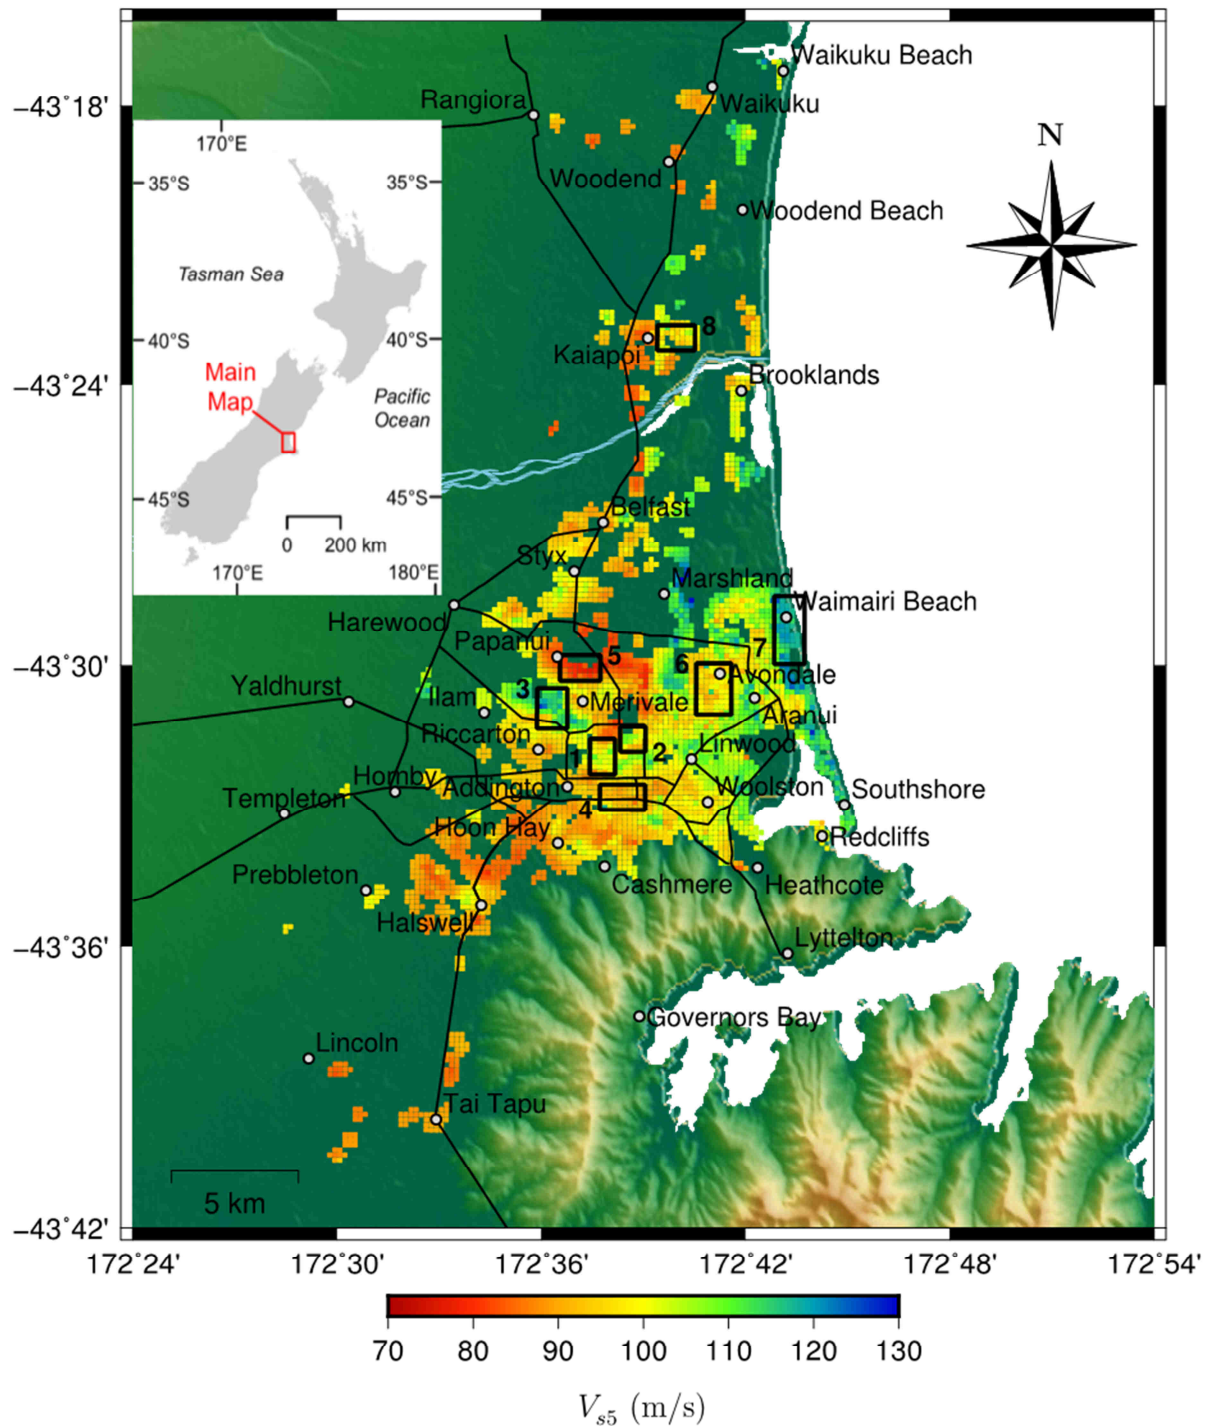 Waikuku Beach
Rangiora
Waikuku
−43˚18'
170°E
N
35°S
35°S
Woodend
Woodend Beach
Tasman Sea
8
40°S
40°S
Kaiapoi
Main
Map
−43˚24'
Brooklands
Pacific
Ocean
45°S
45°S
Belfast
0
200 km
Styx
170°E
180°E
Marshland
Waimairi Beach
Harewood
Papanui
5
6
7
−43˚30'
Avondale
Yaldhurst
Ilam
3
Merivale
Aranui
Riccarton
1
2
Linwood
Hornby
Addington
Woolston
Southshore
Templeton
4
Hoon Hay
Redcliffs
Prebbleton
Cashmere
Heathcote
Halswell
Lyttelton
−43˚36'
Governors Bay
Lincoln
Tai Tapu
5 km
−43˚42'
172˚24'
172˚30'
172˚36'
172˚42'
172˚48'
172˚54'
70
80
90
100
110
120
130
Vs5 (m/s)